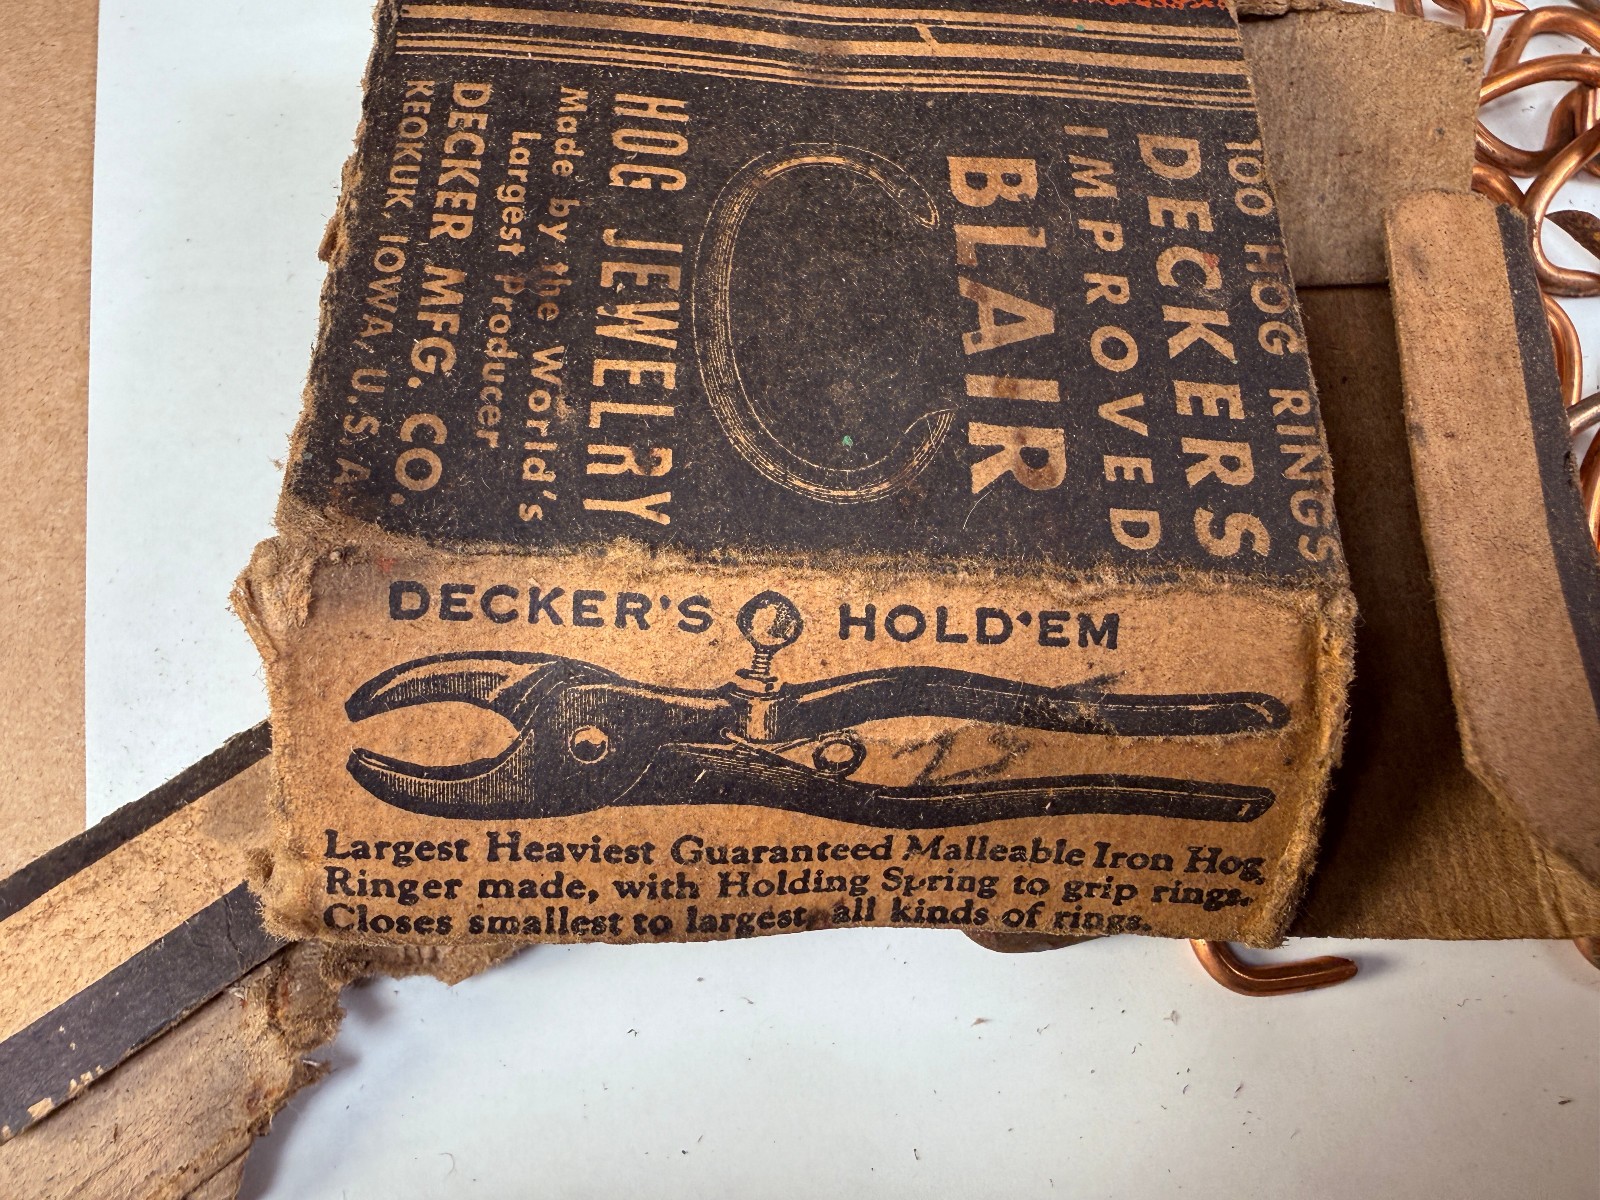 100 HOG RINGS
DECKERS
IMPROVED
BLAIR
HOG JEWELRY
Made by the World's
Largest Producer
DECKER MFG. CO.
KEOKUK, IOWA, U.S.A.
DECKER'S HOLD'EM
23
Largest Heaviest Guaranteed Malleable Iron Hog
Ringer made, with Holding Spring to grip rings.
Closes smallest to largest, all kinds of rings.